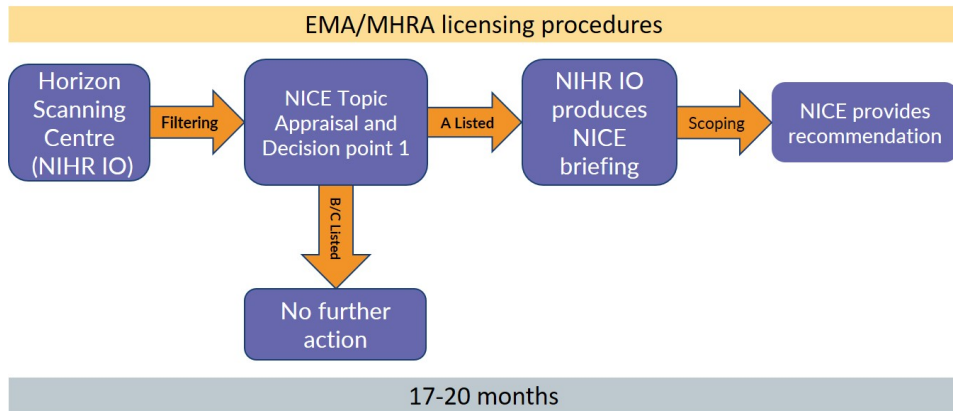 EMA/MHRA licensing procedures
Horizon
Scanning
Centre
(NIHR IO)
Filtering
NICE Topic
Appraisal and
Decision point 1
A Listed
NIHR IO
produces
NICE
briefing
Scoping
NICE provides
recommendation
B/C Listed
No further
action
17-20 months